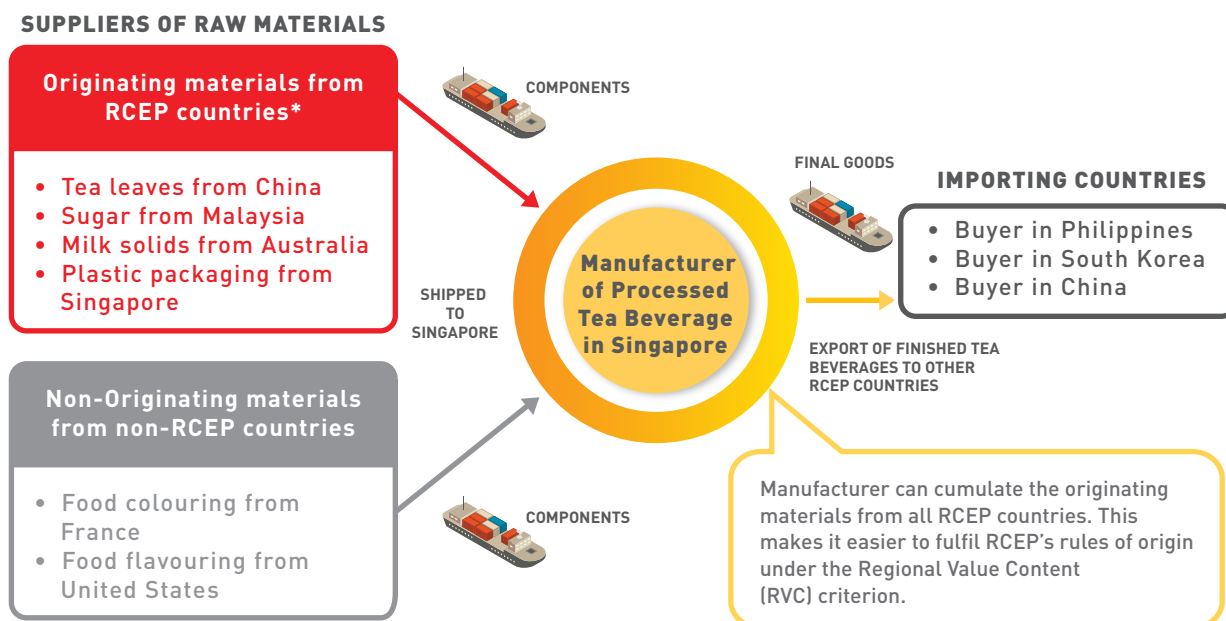 SUPPLIERS OF RAW MATERIALS
Originating materials from
RCEP countries*
• Tea leaves from China
• Sugar from Malaysia
• Milk solids from Australia
• Plastic packaging from
Singapore
Non-Originating materials
from non-RCEP countries
• Food colouring from
France
• Food flavouring from
United States
COMPONENTS
SHIPPED
TO
SINGAPORE
COMPONENTS
Manufacturer
of Processed
Tea Beverage
in Singapore
FINAL GOODS
EXPORT OF FINISHED TEA
BEVERAGES TO OTHER
RCEP COUNTRIES
IMPORTING COUNTRIES
• Buyer in Philippines
• Buyer in South Korea
• Buyer in China
Manufacturer can cumulate the originating
materials from all RCEP countries. This
makes it easier to fulfil RCEP’s rules of origin
under the Regional Value Content
(RVC) criterion.